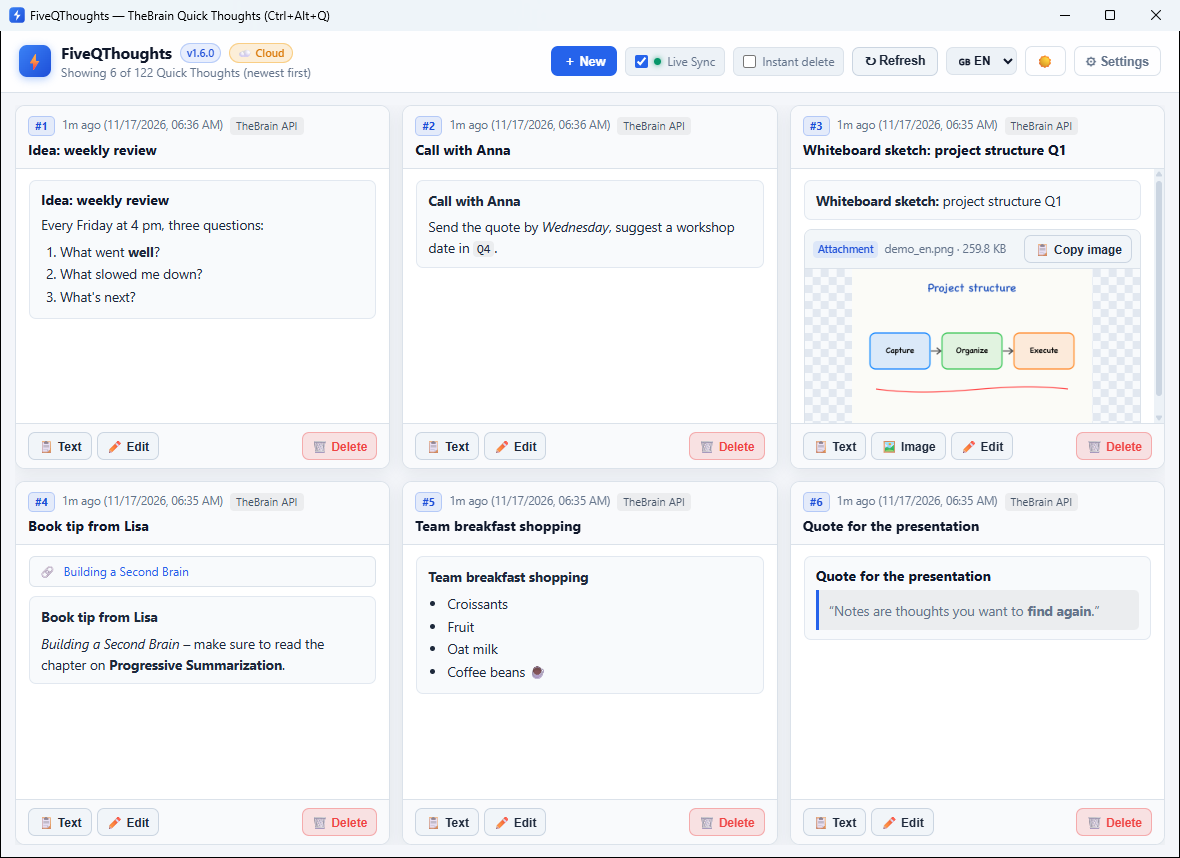 FiveQThoughts — TheBrain Quick Thoughts (Ctrl+Alt+Q)
FiveQThoughts v1.6.0 Cloud
Showing 6 of 122 Quick Thoughts (newest first)
+ New
Live Sync
Instant delete
↻ Refresh
GB EN
Settings
#1 1m ago (11/17/2026, 06:36 AM) TheBrain API
Idea: weekly review
Idea: weekly review
Every Friday at 4 pm, three questions:
1. What went well?
2. What slowed me down?
3. What's next?
Text Edit Delete
#2 1m ago (11/17/2026, 06:36 AM) TheBrain API
Call with Anna
Call with Anna
Send the quote by Wednesday, suggest a workshop
date in Q4.
Text Edit Delete
#3 1m ago (11/17/2026, 06:35 AM) TheBrain API
Whiteboard sketch: project structure Q1
Whiteboard sketch: project structure Q1
Attachment demo_en.png · 259.8 KB Copy image
Project structure
Capture Organize Execute
Text Image Edit Delete
#4 1m ago (11/17/2026, 06:35 AM) TheBrain API
Book tip from Lisa
Building a Second Brain
Book tip from Lisa
Building a Second Brain – make sure to read the
chapter on Progressive Summarization.
Text Edit Delete
#5 1m ago (11/17/2026, 06:35 AM) TheBrain API
Team breakfast shopping
Team breakfast shopping
• Croissants
• Fruit
• Oat milk
• Coffee beans
Text Edit Delete
#6 1m ago (11/17/2026, 06:35 AM) TheBrain API
Quote for the presentation
Quote for the presentation
“Notes are thoughts you want to find again.”
Text Edit Delete